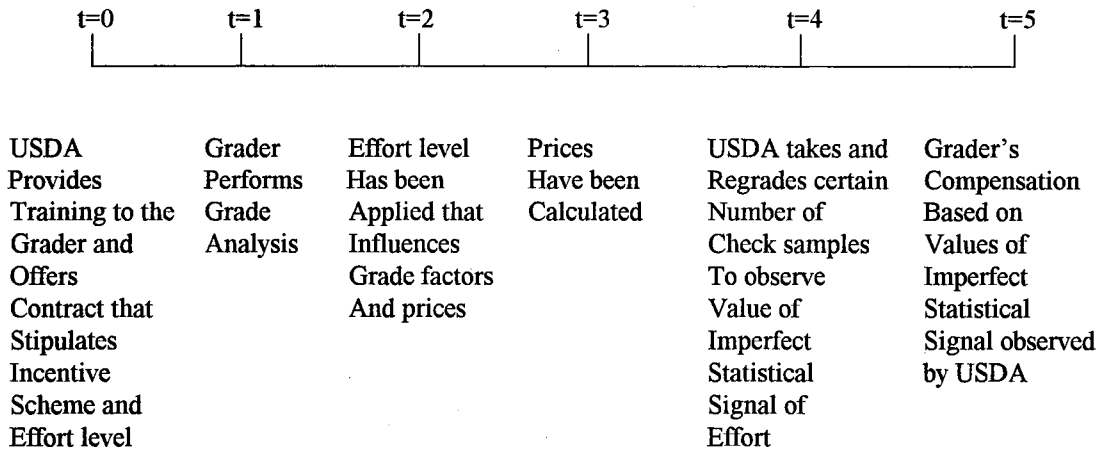 t=0 t=1 t=2 t=3 t=4 t=5
USDA
Provides
Training to the
Grader and
Offers
Contract that
Stipulates
Incentive
Scheme and
Effort level
Grader
Performs
Grade
Analysis
Effort level
Has been
Applied that
Influences
Grade factors
And prices
Prices
Have been
Calculated
USDA takes and
Regrades certain
Number of
Check samples
To observe
Value of
Imperfect
Statistical
Signal of
Effort
Grader's
Compensation
Based on
Values of
Imperfect
Statistical
Signal observed
by USDA